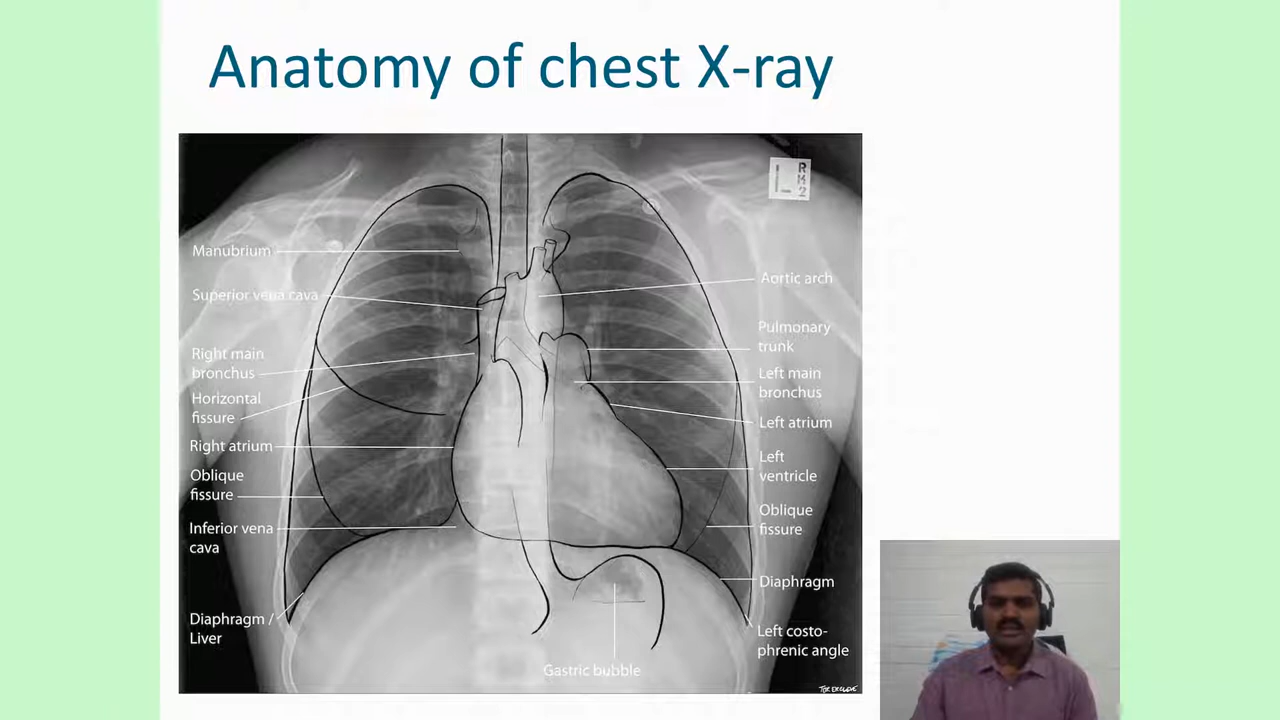 Anatomy of chest X-ray
L
RH2
Manubrium
Superior vena cava
Right main
bronchus
Horizontal
fissure
Right atrium
Oblique
fissure
Inferior vena
cava
Diaphragm /
Liver
Aortic arch
Pulmonary
trunk
Left main
bronchus
Left atrium
Left
ventricle
Oblique
fissure
Diaphragm
Left costo-
phrenic angle
Gastric bubble